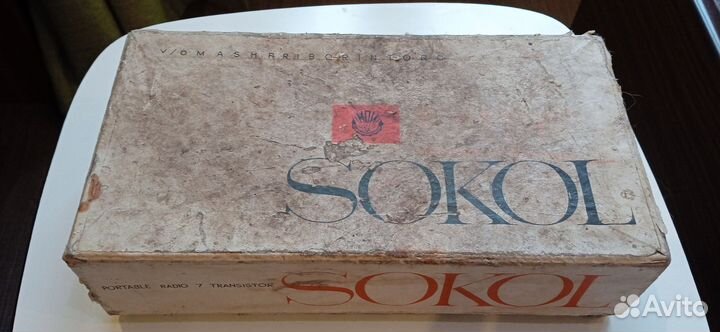 V/O MASHPRIBORINTORG
SOKOL
PORTABLE RADIO 7 TRANSISTOR
SOKOL
Avito